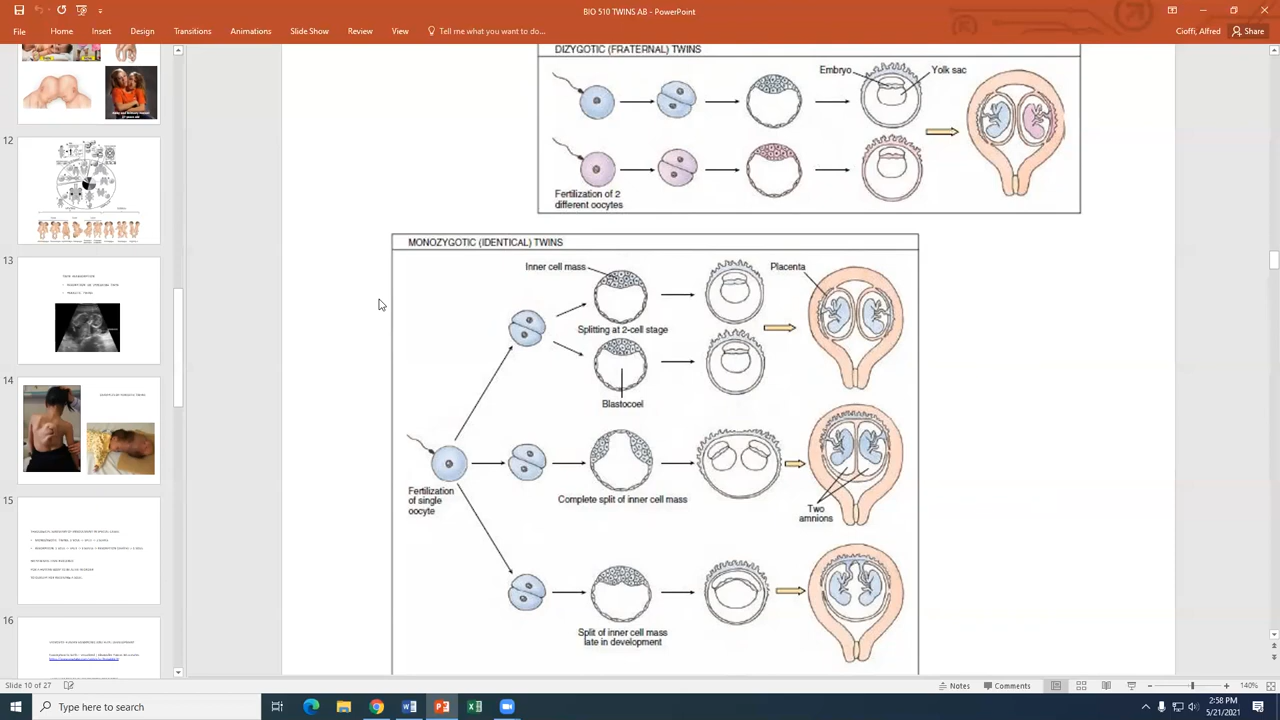 BIO 510 TWINS AB - PowerPoint
File Home Insert Design Transitions Animations Slide Show Review View Tell me what you want to do...
Cioffi, Alfred Share
12
13
14
15
16
DIZYGOTIC (FRATERNAL) TWINS
Embryo
Yolk sac
Fertilization of 2
different oocytes
MONOZYGOTIC (IDENTICAL) TWINS
Inner cell mass
Placenta
Splitting at 2-cell stage
Blastocoel
Fertilization
of single
oocyte
Complete split of inner cell mass
Two
amnions
Split of inner cell mass
late in development
Slide 10 of 27
Notes Comments
140%
Type here to search
2:58 PM
5/21/2021